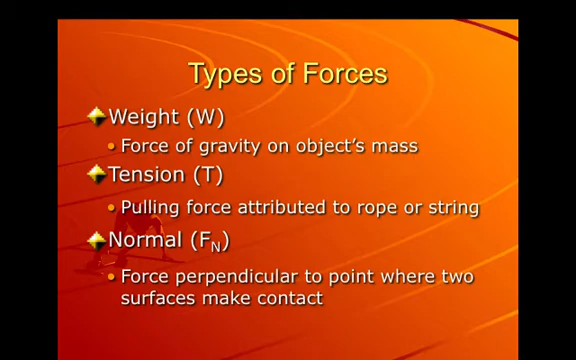 Types of Forces
Weight (W)
Force of gravity on object's mass
Tension (T)
Pulling force attributed to rope or string
Normal (FN)
Force perpendicular to point where two
surfaces make contact